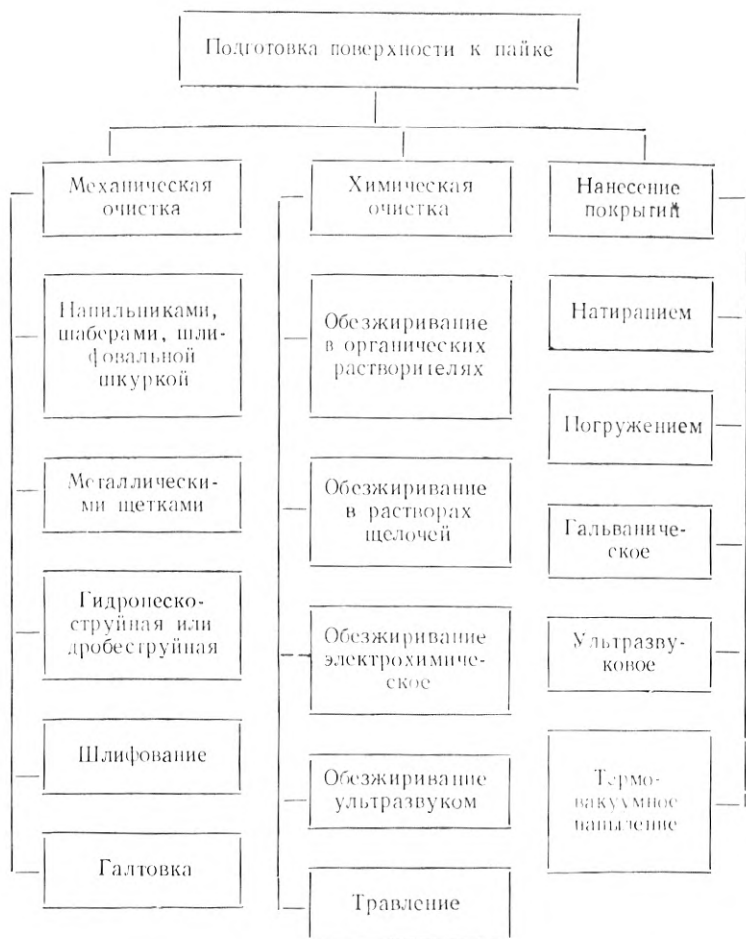 Подготовка поверхности к пайке
Механическая
очистка
Напильниками,
шаберами, шли-
фовальной
шкуркой
Металлически-
ми щетками
Гидропеско-
струйная или
дробеструйная
Шлифование
Галтовка
Химическая
очистка
Обезжиривание
в органических
растворителях
Обезжиривание
в растворах
щелочей
Обезжиривание
электрохимиче-
ское
Обезжиривание
ультразвуком
Травление
Нанесение
покрытий
Натиранием
Погружением
Гальваниче-
ское
Ультразву-
ковое
Термо-
вакуумное
напыление